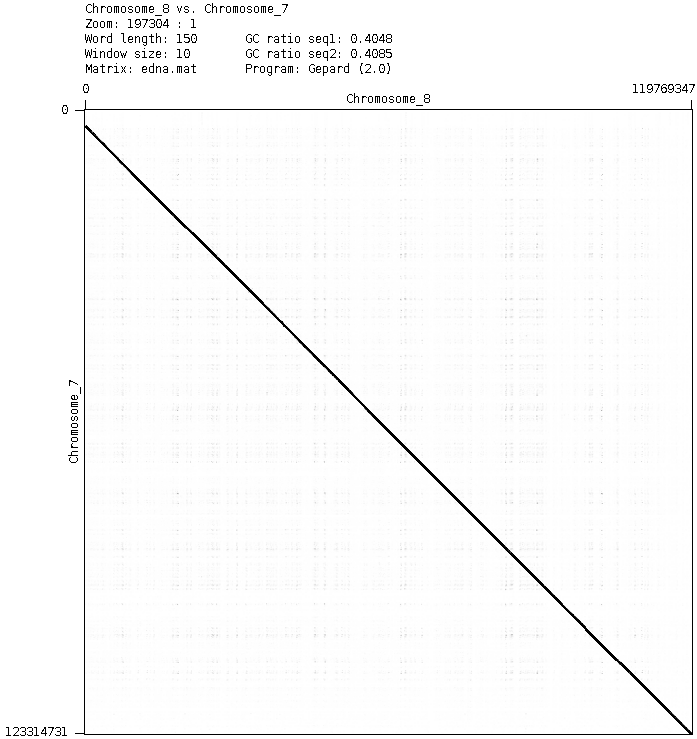 Chromosome_8 vs. Chromosome_7
Zoom: 197304 : 1
Word length: 150 GC ratio seq1: 0.4048
Window size: 10 GC ratio seq2: 0.4085
Matrix: edna.mat Program: Gepard (2.0)
0 119769347
Chromosome_8
0
Chromosome_7
123314731